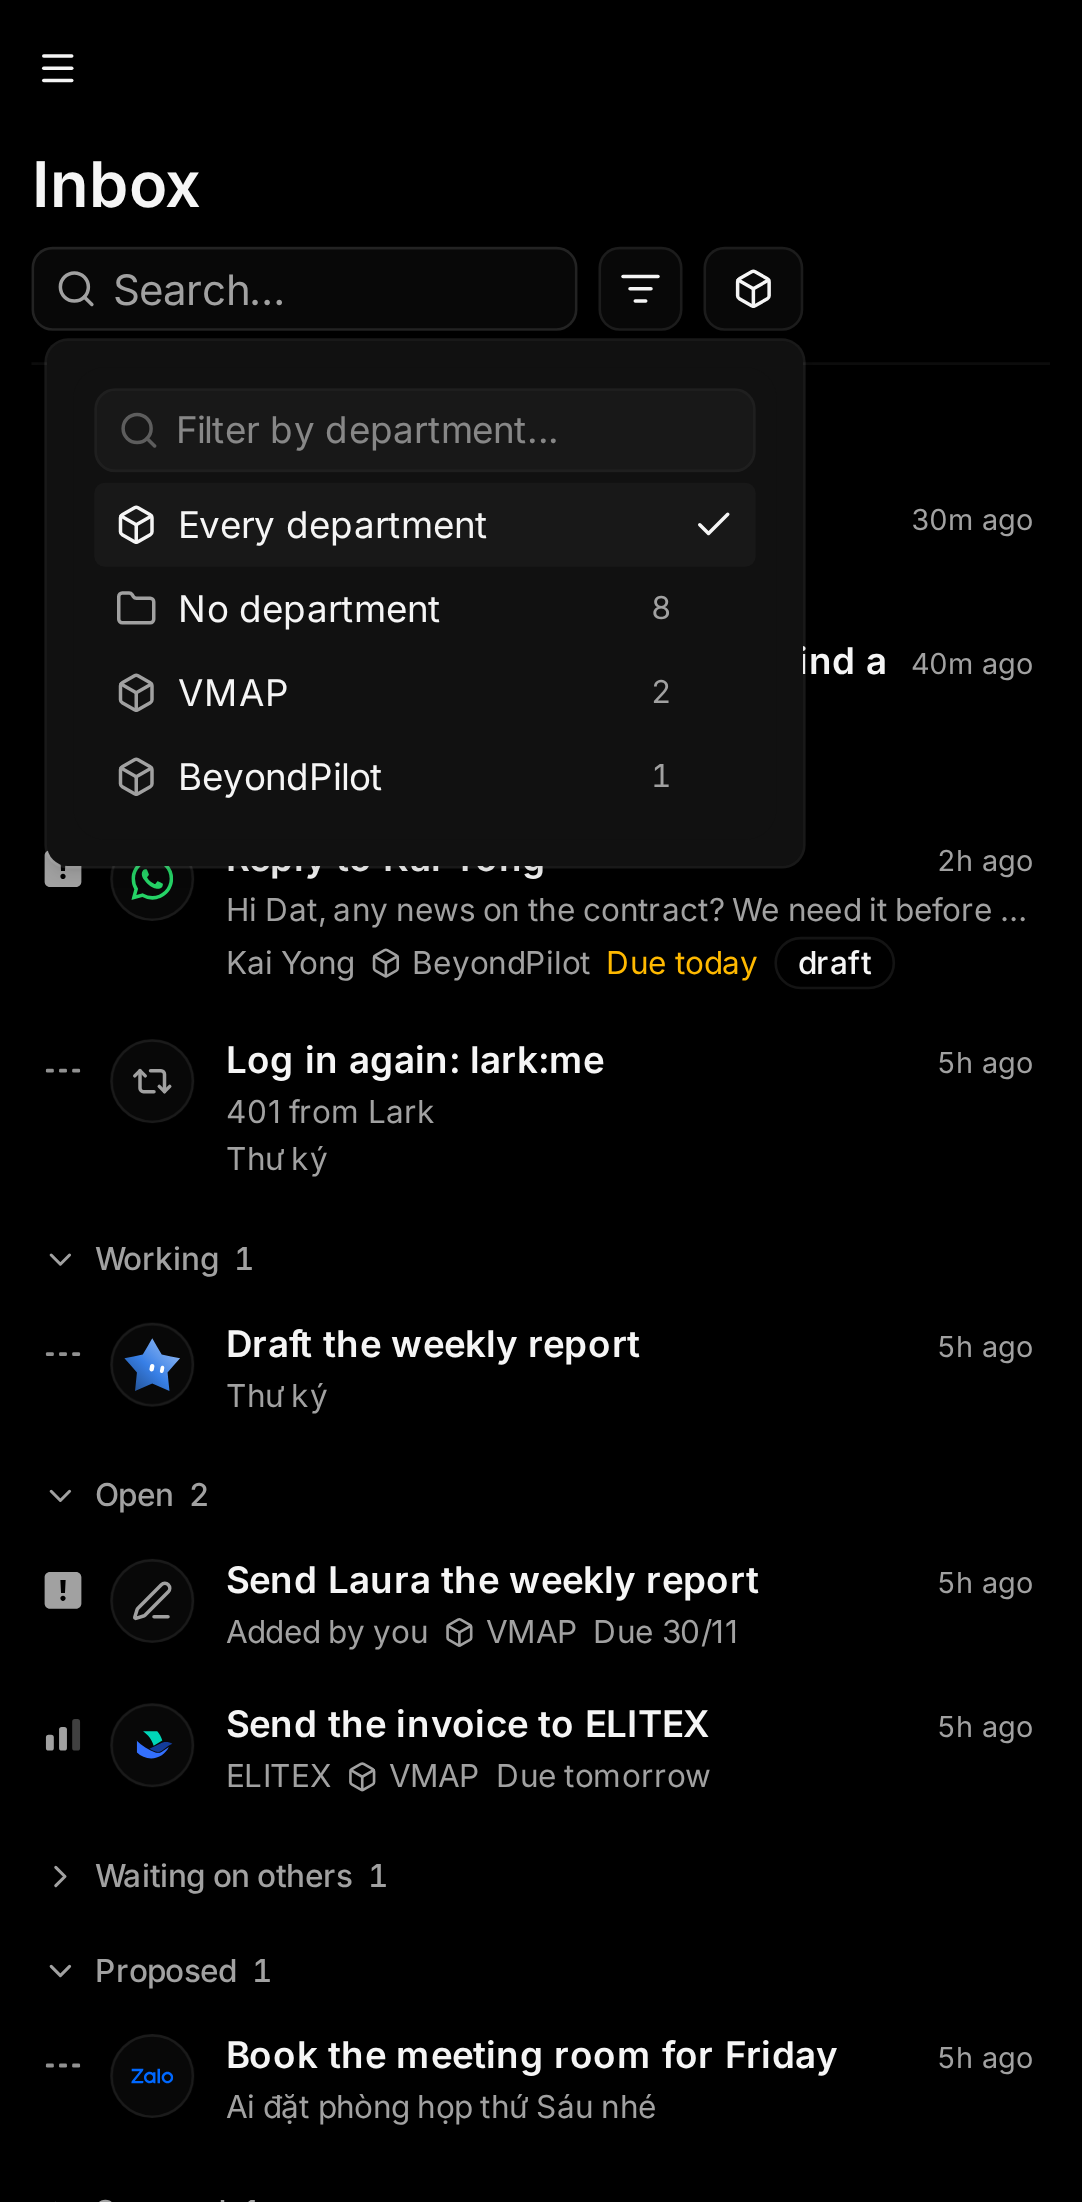 Inbox
Search...
Filter by department...
Every department
No department 8
VMAP 2
BeyondPilot 1
30m ago
a 40m ago
Reply to Kai Yong 2h ago
Hi Dat, any news on the contract? We need it before ...
Kai Yong BeyondPilot Due today draft
Log in again: lark:me 5h ago
401 from Lark
Thư ký
Working 1
Draft the weekly report 5h ago
Thư ký
Open 2
Send Laura the weekly report 5h ago
Added by you VMAP Due 30/11
Send the invoice to ELITEX 5h ago
ELITEX VMAP Due tomorrow
Waiting on others 1
Proposed 1
Zalo
Book the meeting room for Friday 5h ago
Ai đặt phòng họp thứ Sáu nhé